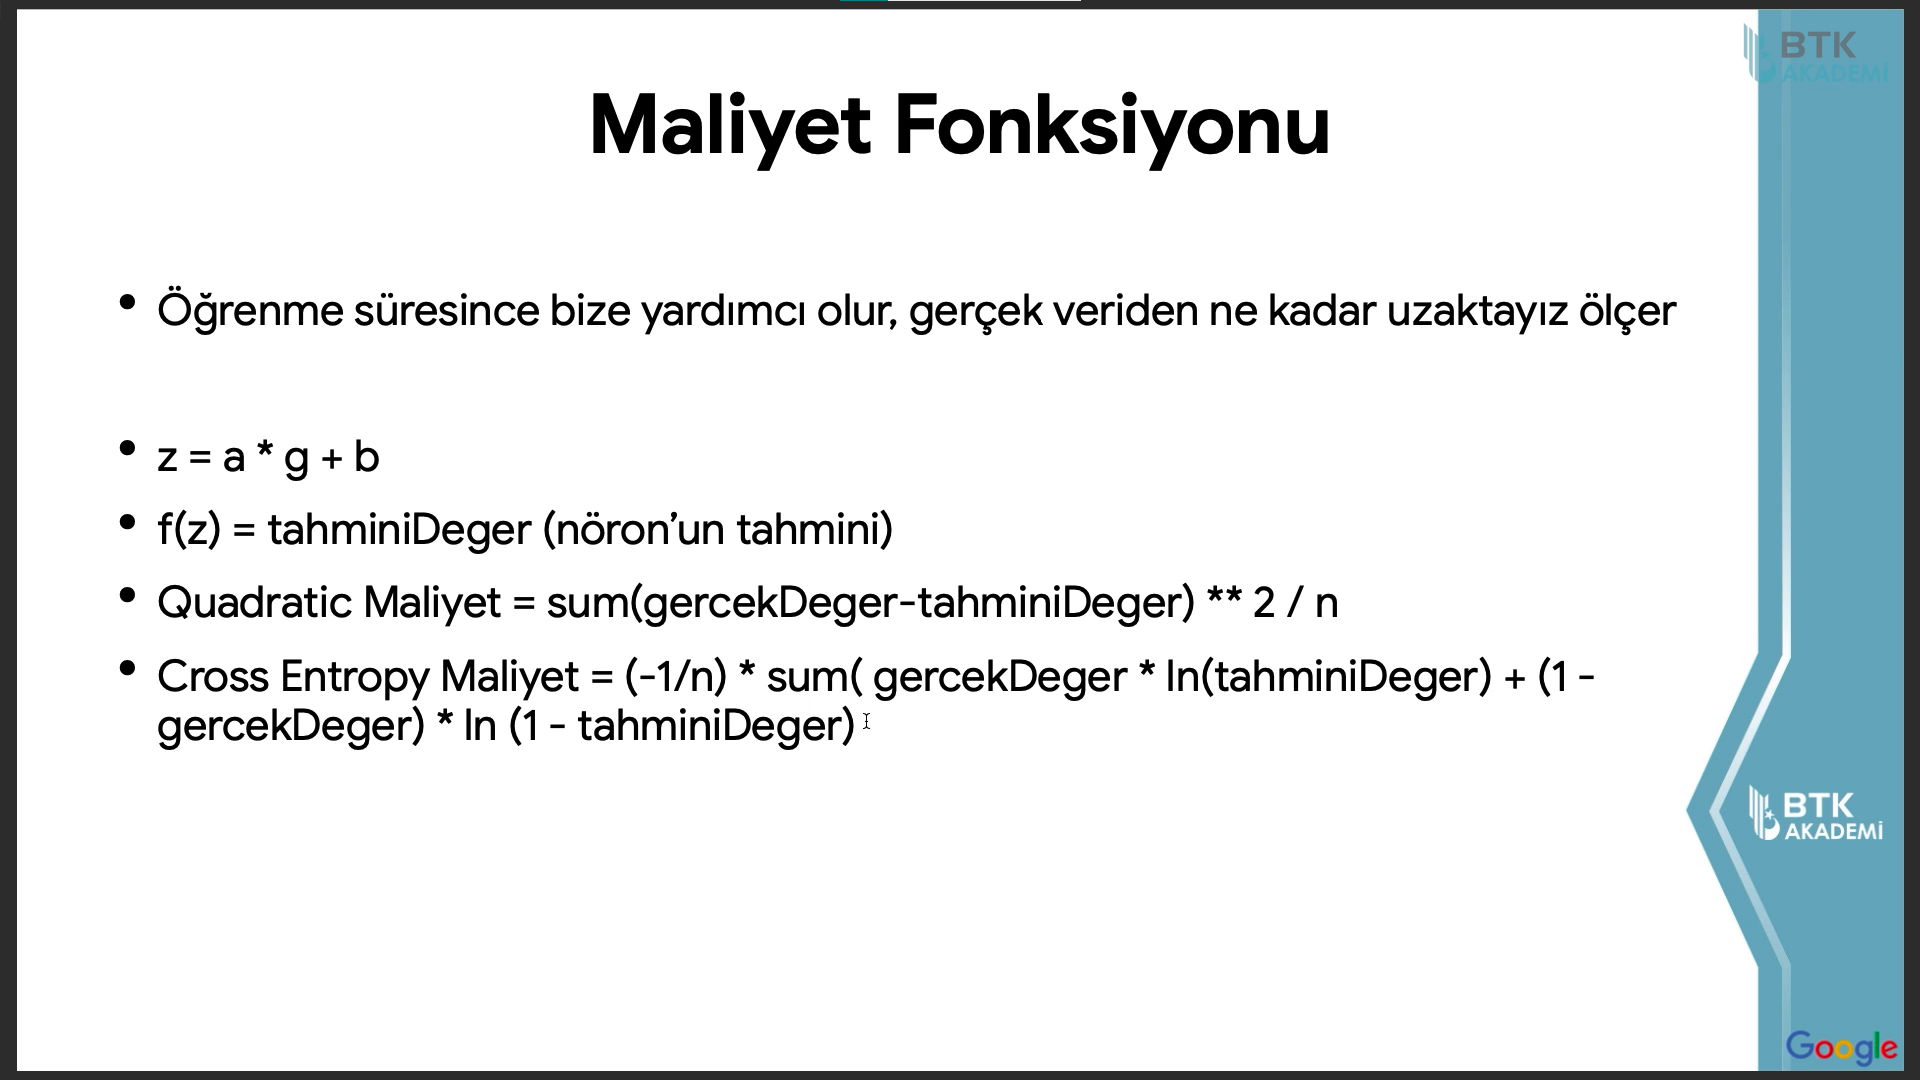 BTK
AKADEMİ
Maliyet Fonksiyonu
• Öğrenme süresince bize yardımcı olur, gerçek veriden ne kadar uzaktayız ölçer
• z = a * g + b
• f(z) = tahminiDeger (nöron’un tahmini)
• Quadratic Maliyet = sum(gercekDeger-tahminiDeger) ** 2 / n
• Cross Entropy Maliyet = (-1/n) * sum( gercekDeger * ln(tahminiDeger) + (1 -
gercekDeger) * ln (1 - tahminiDeger)
BTK
AKADEMİ
Google